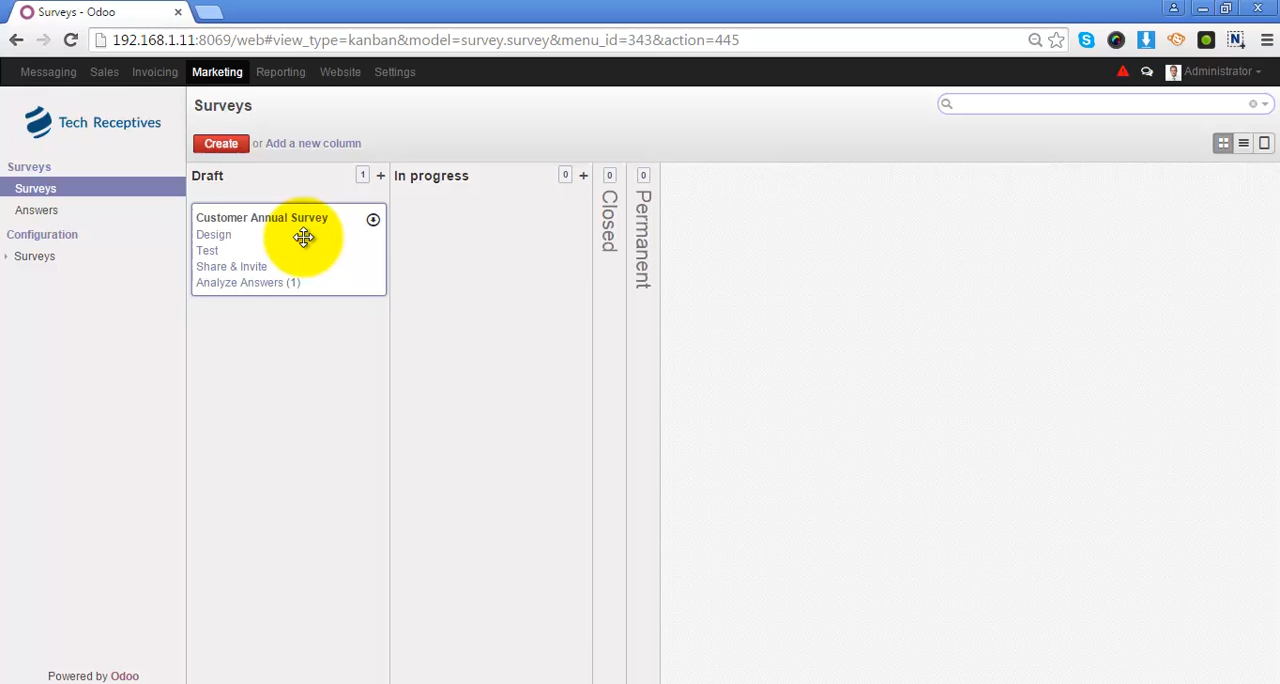 Surveys - Odoo
192.168.1.11:8069/web#view_type=kanban&model=survey.survey&menu_id=343&action=445
Messaging Sales Invoicing Marketing Reporting Website Settings Administrator
Tech Receptives
Surveys
Surveys
Answers
Configuration
Surveys
Powered by Odoo
Surveys
Create or Add a new column
Draft 1 +
Customer Annual Survey
Design
Test
Share & Invite
Analyze Answers (1)
In progress 0 +
0
Closed
0
Permanent